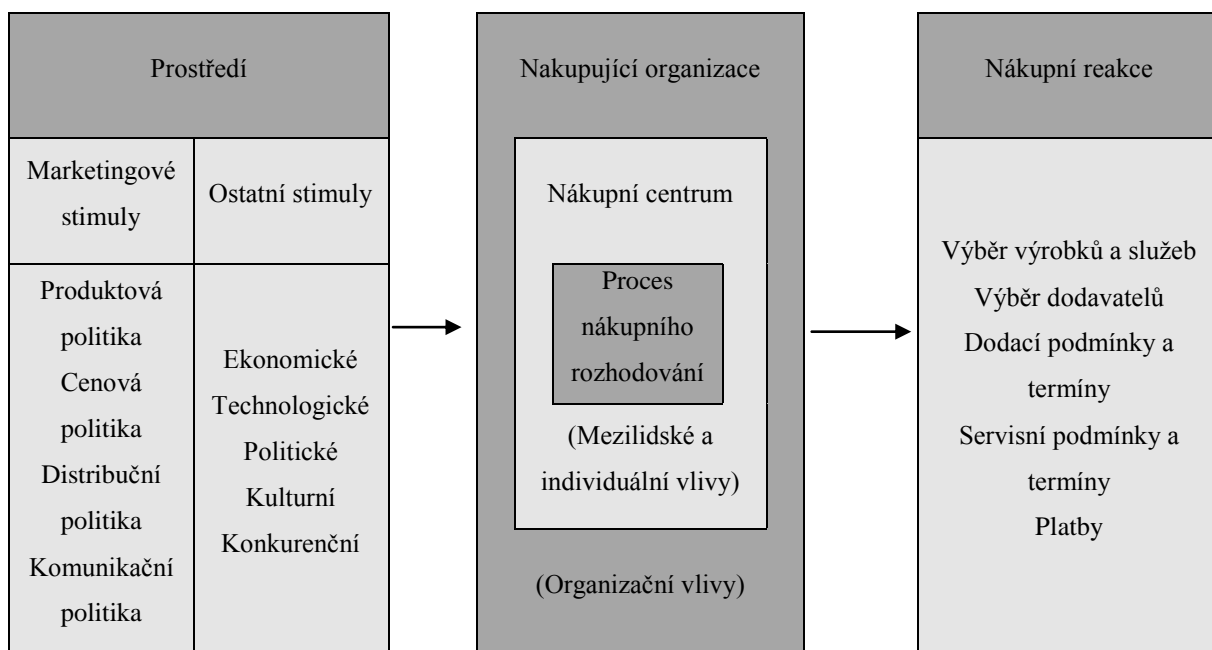 Prostředí
Marketingové
stimuly
Ostatní stimuly
Produktová
politika
Cenová
politika
Distribuční
politika
Komunikační
politika
Ekonomické
Technologické
Politické
Kulturní
Konkurenční
Nakupující organizace
Nákupní centrum
Proces
nákupního
rozhodování
(Mezilidské a
individuální vlivy)
(Organizační vlivy)
Nákupní reakce
Výběr výrobků a služeb
Výběr dodavatelů
Dodací podmínky a
termíny
Servisní podmínky a
termíny
Platby